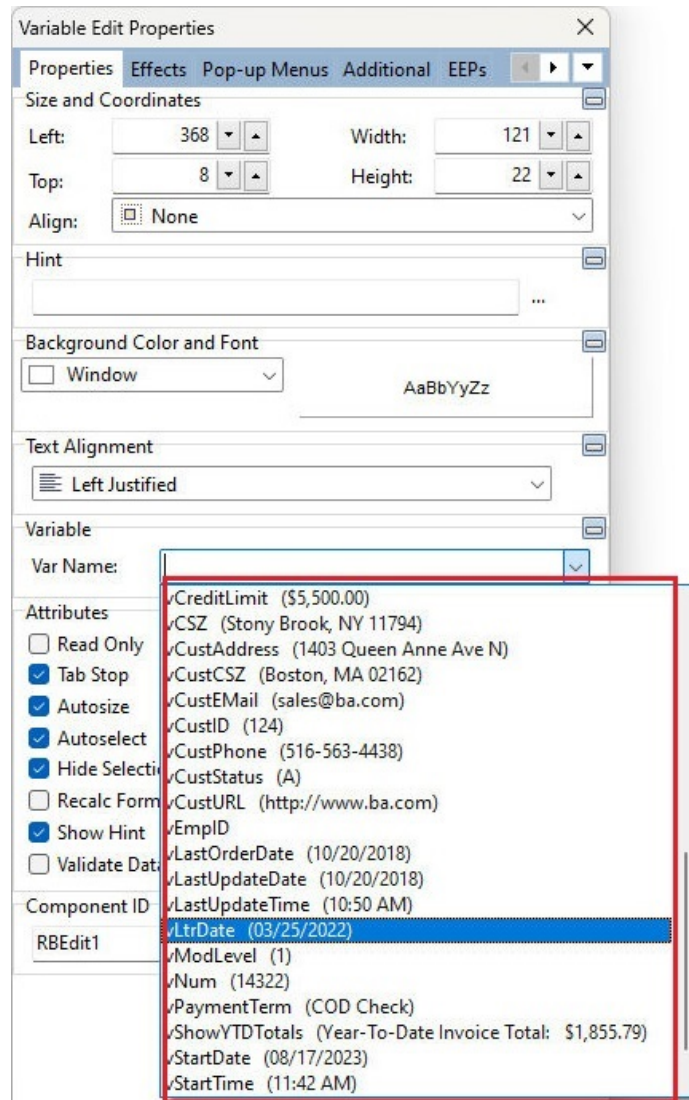 Variable Edit Properties
Properties Effects Pop-up Menus Additional EEPs
Size and Coordinates
Left: 368 Width: 121
Top: 8 Height: 22
Align: None
Hint
...
Background Color and Font
Window AaBbYyZz
Text Alignment
Left Justified
Variable
Var Name:
Attributes
Read Only
Tab Stop
Autosize
Autoselect
Hide Selecti
Recalc Form
Show Hint
Validate Data
Component ID
RBEdit1
vCreditLimit ($5,500.00)
vCSZ (Stony Brook, NY 11794)
vCustAddress (1403 Queen Anne Ave N)
vCustCSZ (Boston, MA 02162)
vCustEMail (sales@ba.com)
vCustID (124)
vCustPhone (516-563-4438)
vCustStatus (A)
vCustURL (http://www.ba.com)
vEmpID
vLastOrderDate (10/20/2018)
vLastUpdateDate (10/20/2018)
vLastUpdateTime (10:50 AM)
vLtrDate (03/25/2022)
vModLevel (1)
vNum (14322)
vPaymentTerm (COD Check)
vShowYTDTotals (Year-To-Date Invoice Total: $1,855.79)
vStartDate (08/17/2023)
vStartTime (11:42 AM)